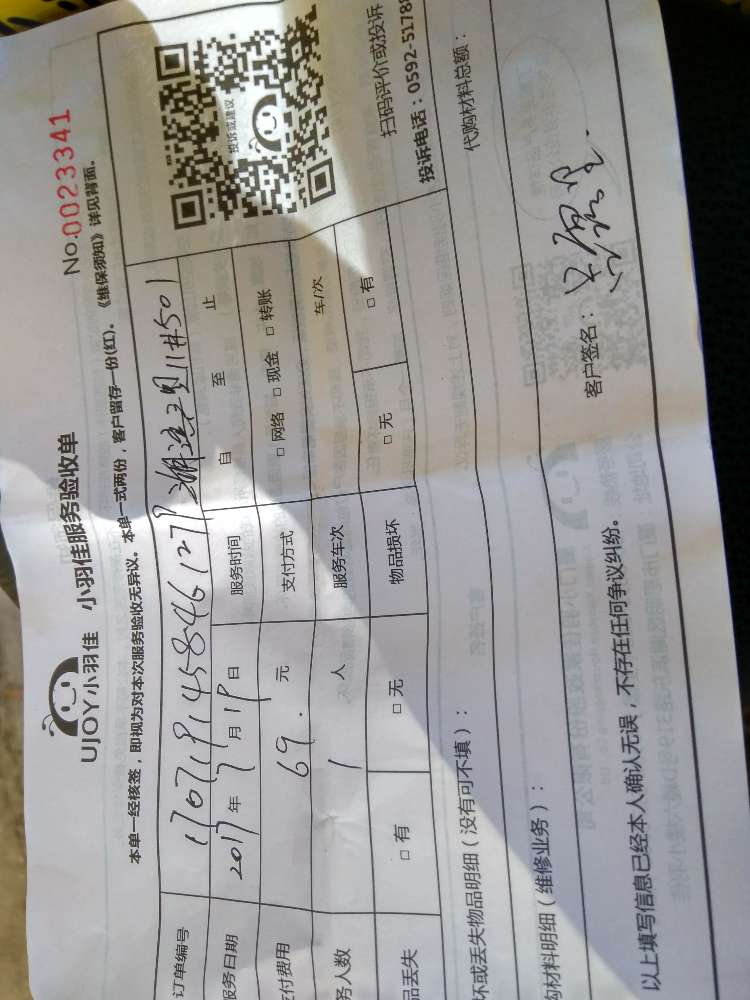 UJOY小羽佳 小羽佳服务验收单 No.0023341
本单一经核签，即视为对本次服务验收无异议。本单一式两份，客户留存一份(红)。《维保须知》详见背面。
订单编号
服务日期 2017 年 7 月 19 日 服务时间 自 至 止
支付费用 69. 元 支付方式 □ 网络 □ 现金 □ 转账
务人数 1 人 服务车次 车/次
品丢失 □ 有 □ 无 物品损坏 □ 无 □ 有
投诉或建议
扫码评价或投诉
投诉电话：0592-5178
坏或丢失物品明细（没有可不填）：
购材料明细（维修业务）： 代购材料总额：
客户签名：
以上填写信息已经本人确认无误，不存在任何争议纠纷。